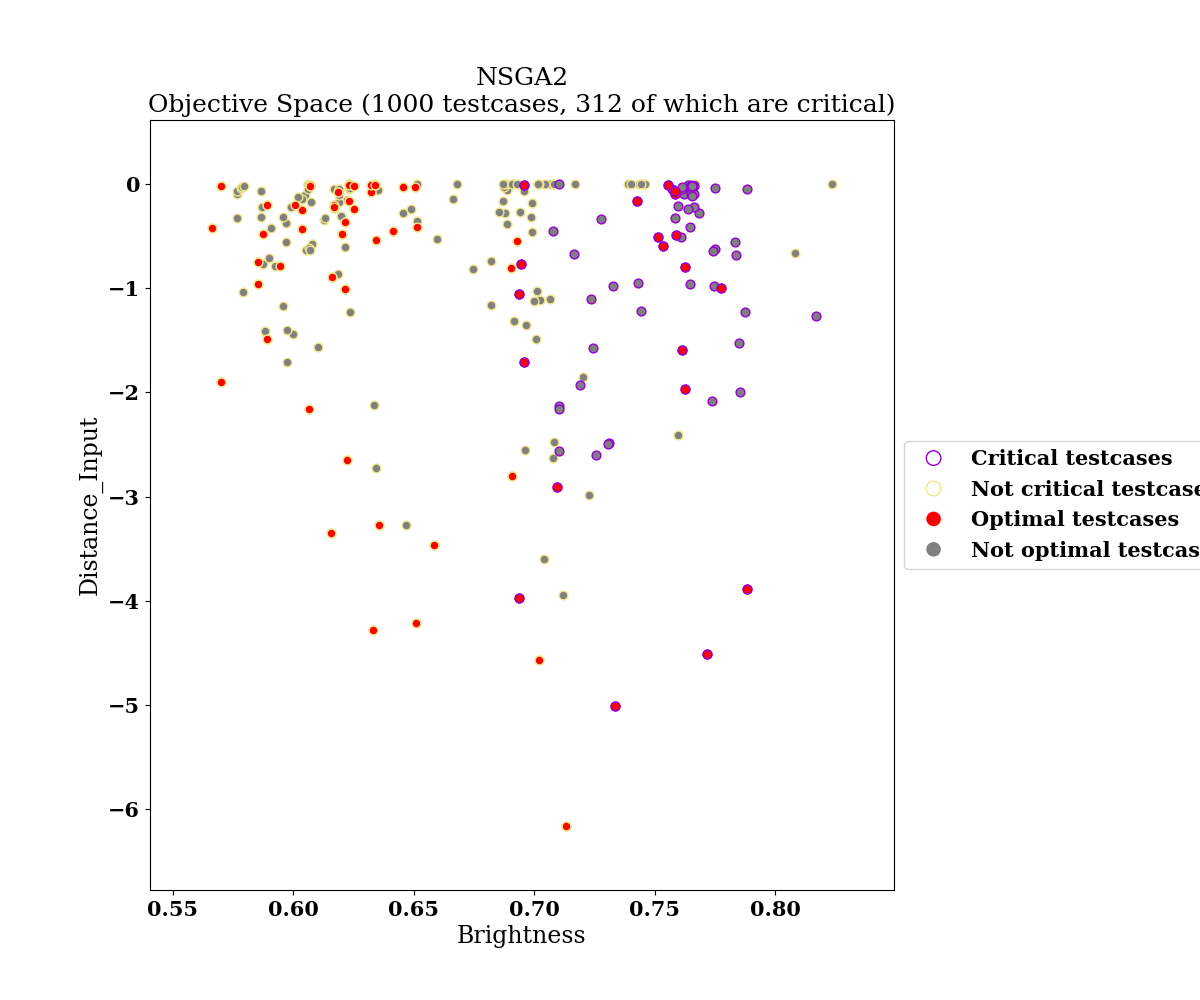 NSGA2
Objective Space (1000 testcases, 312 of which are critical)
0
−1
−2
−3
−4
−5
−6
Distance_Input
0.55 0.60 0.65 0.70 0.75 0.80
Brightness
Critical testcases
Not critical testcase
Optimal testcases
Not optimal testcas